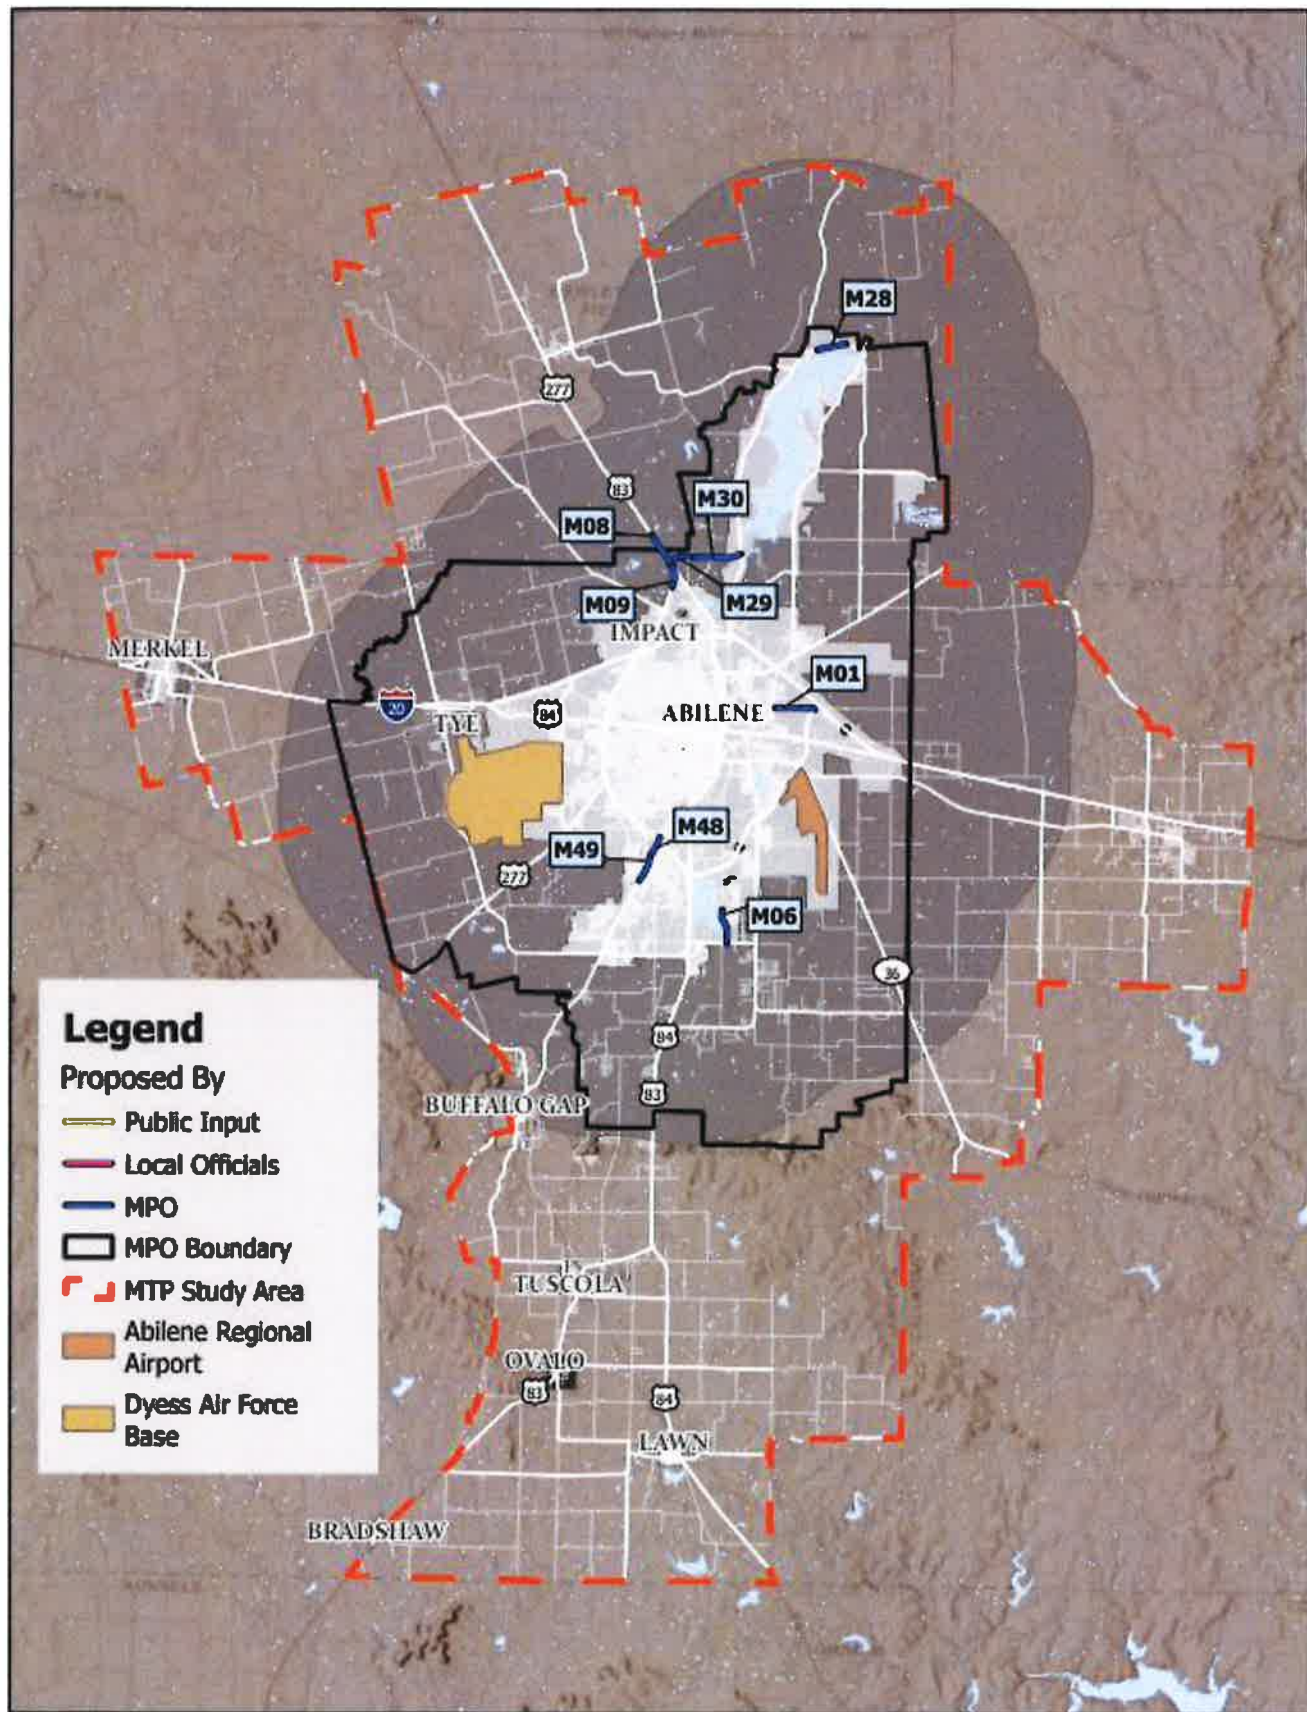 M28
277
83
M30
M08
M09
M29
IMPACT
MERKEL
M01
20
TYE
84
ABILENE
M48
M49
277
M06
36
Legend
Proposed By
Public Input
Local Officials
MPO
MPO Boundary
MTP Study Area
Abilene Regional
Airport
Dyess Air Force
Base
84
83
BUFFALO GAP
TUSCOLA
OVALO
83
84
LAWN
BRADSHAW